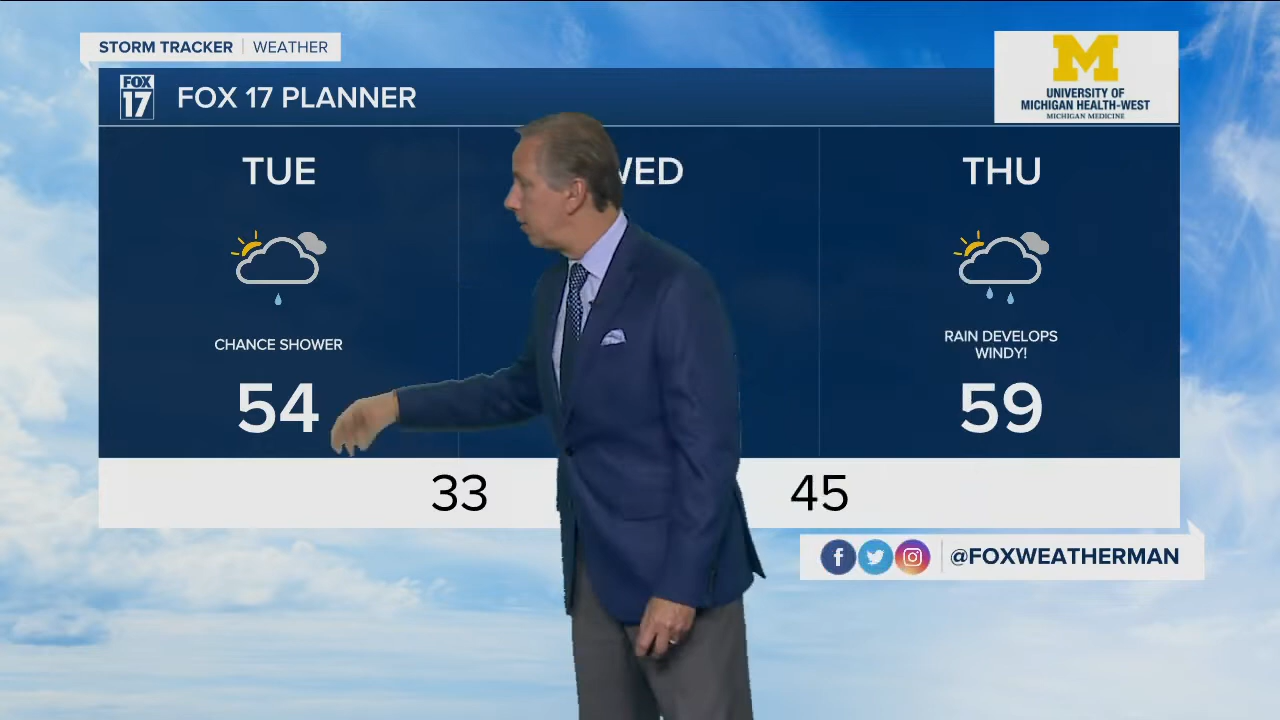 STORM TRACKER WEATHER
FOX
17
FOX 17 PLANNER
M
UNIVERSITY OF
MICHIGAN HEALTH-WEST
MICHIGAN MEDICINE
TUE
WED
THU
CHANCE SHOWER
RAIN DEVELOPS
WINDY!
54
59
33
45
@FOXWEATHERMAN